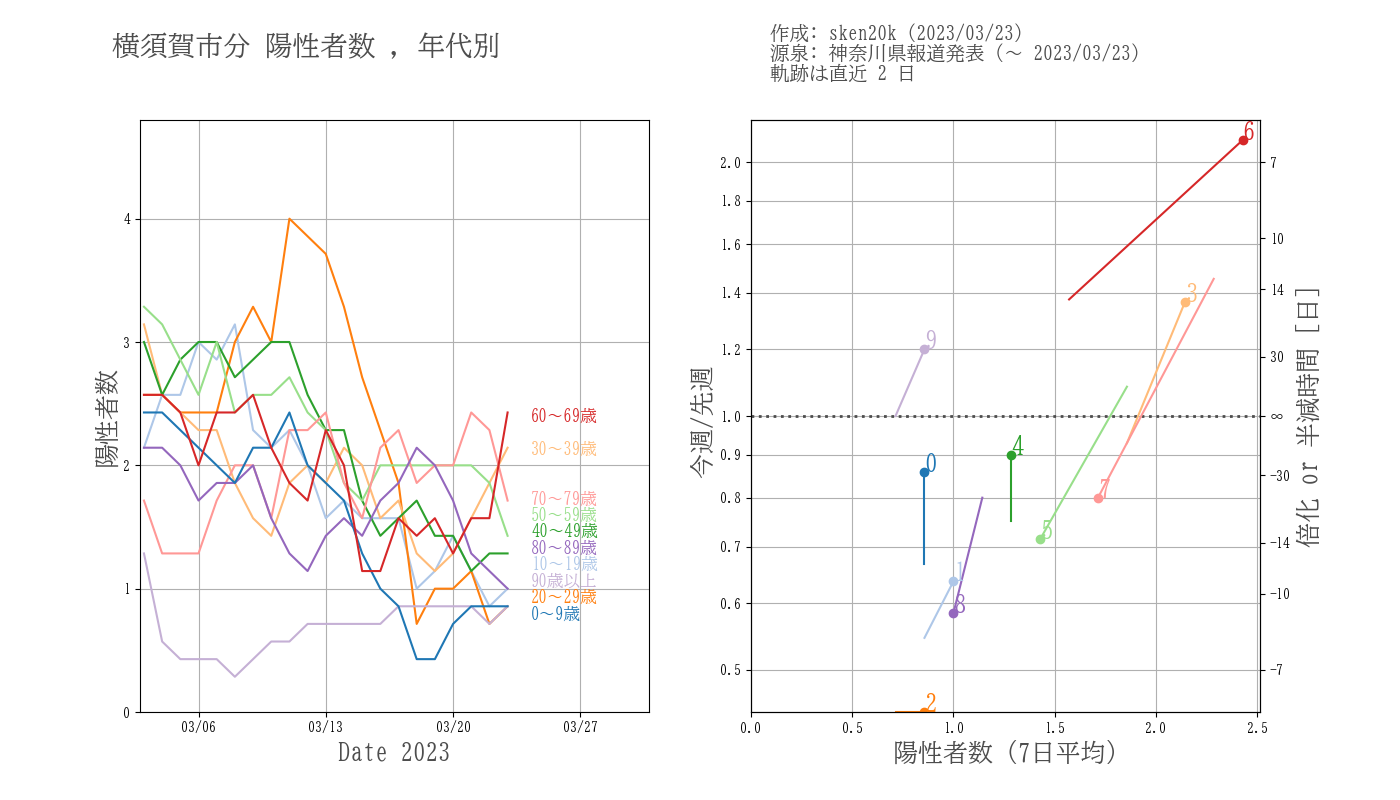 横須賀市分 陽性者数 , 年代別
作成: sken20k (2023/03/23)
源泉: 神奈川県報道発表 (〜 2023/03/23)
軌跡は直近 2 日
陽性者数
4
3
2
1
0
03/06
03/13
03/20
03/27
Date 2023
60〜69歳
30〜39歳
70〜79歳
50〜59歳
40〜49歳
80〜89歳
10〜19歳
90歳以上
20〜29歳
0〜9歳
今週/先週
2.0
1.8
1.6
1.4
1.2
1.0
0.9
0.8
0.7
0.6
0.5
6
3
9
4
0
7
5
1
8
2
0.0
0.5
1.0
1.5
2.0
2.5
陽性者数 (7日平均)
7
10
14
30
∞
−30
−14
−10
−7
倍化 or 半減時間 [日]